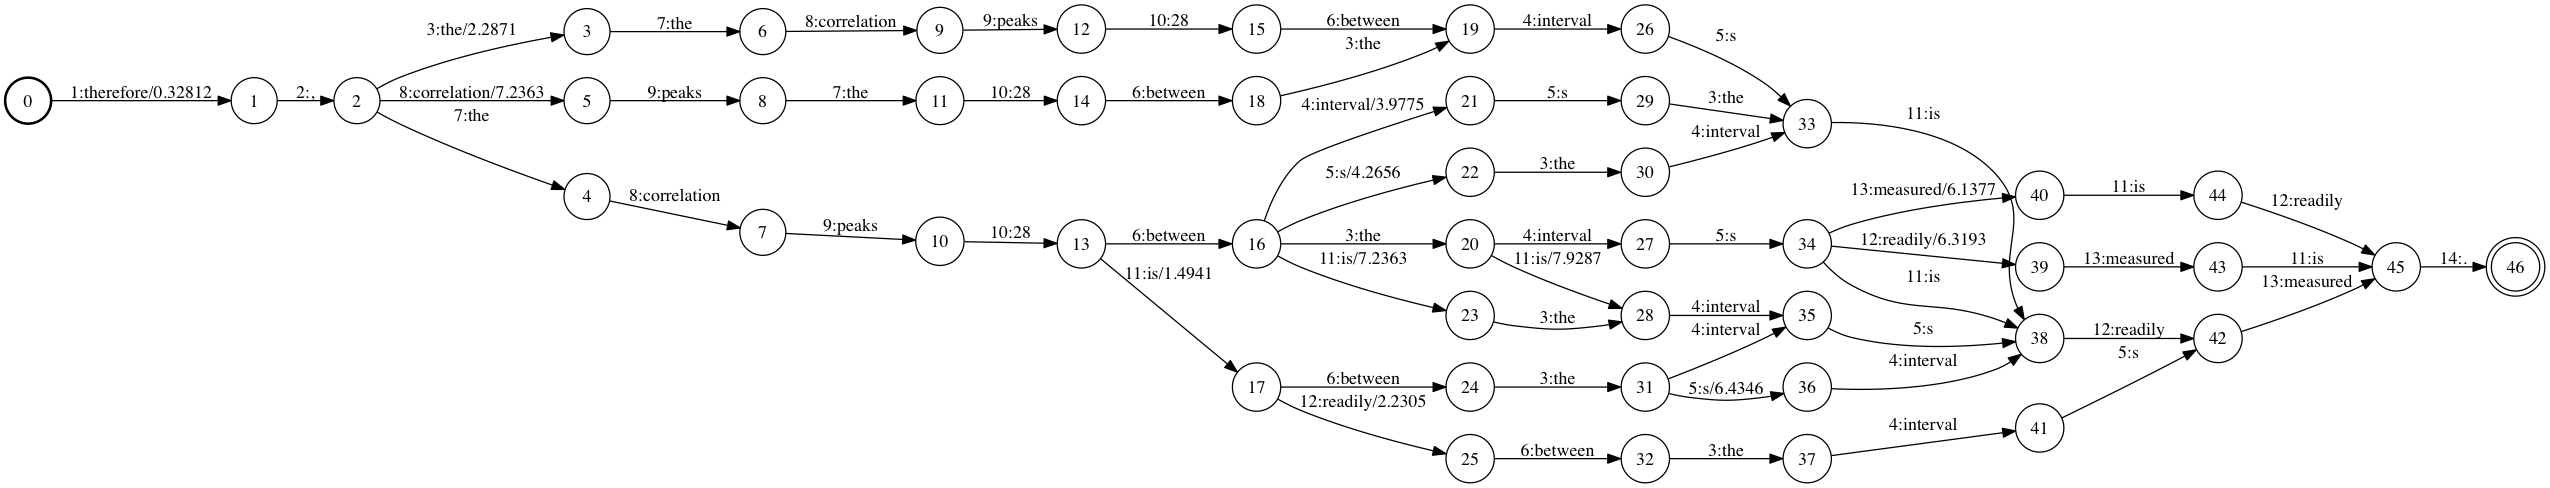 0 1:therefore/0.32812 1 2:, 2
3:the/2.2871 3 7:the 6 8:correlation 9 9:peaks 12 10:28 15 6:between 19 4:interval 26 5:s
8:correlation/7.2363 5 9:peaks 8 7:the 11 10:28 14 6:between 18 3:the
7:the 4 8:correlation 7 9:peaks 10 10:28 13 6:between 16
4:interval/3.9775 21 5:s 29 3:the 33 11:is
5:s/4.2656 22 3:the 30 4:interval
3:the 20 4:interval 27 5:s 34 13:measured/6.1377 40 11:is 44 12:readily
11:is/7.2363 11:is/7.9287 12:readily/6.3193 39 13:measured 43 11:is 45 14:. 46
23 3:the 28 4:interval 35 5:s 11:is 38 12:readily 42 13:measured
11:is/1.4941 17 6:between 24 3:the 31 4:interval
5:s/6.4346 36 4:interval
12:readily/2.2305 25 6:between 32 3:the 37 4:interval 41 5:s